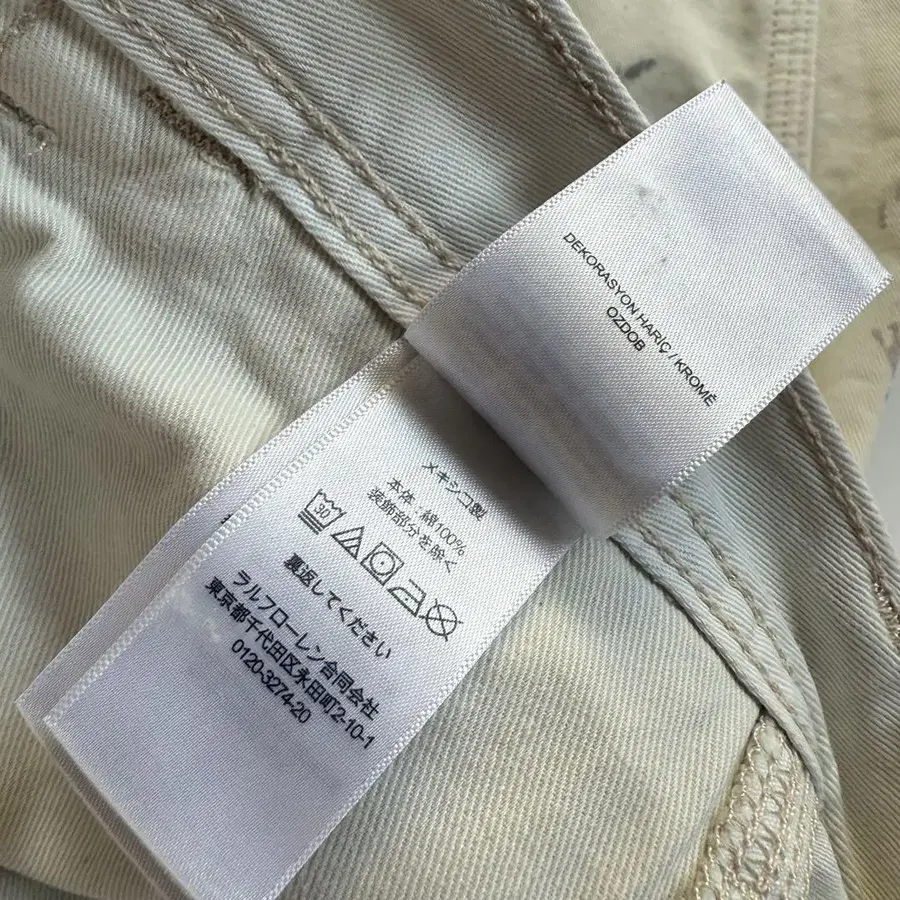 DEKORASYON HARIÇ / KROMĚ
OZDOB
メキシコ製
本体：綿100%
装飾部分を除く
30
裏返してください
ラルフローレン合同会社
東京都千代田区永田町2-10-1
0120-3274-20